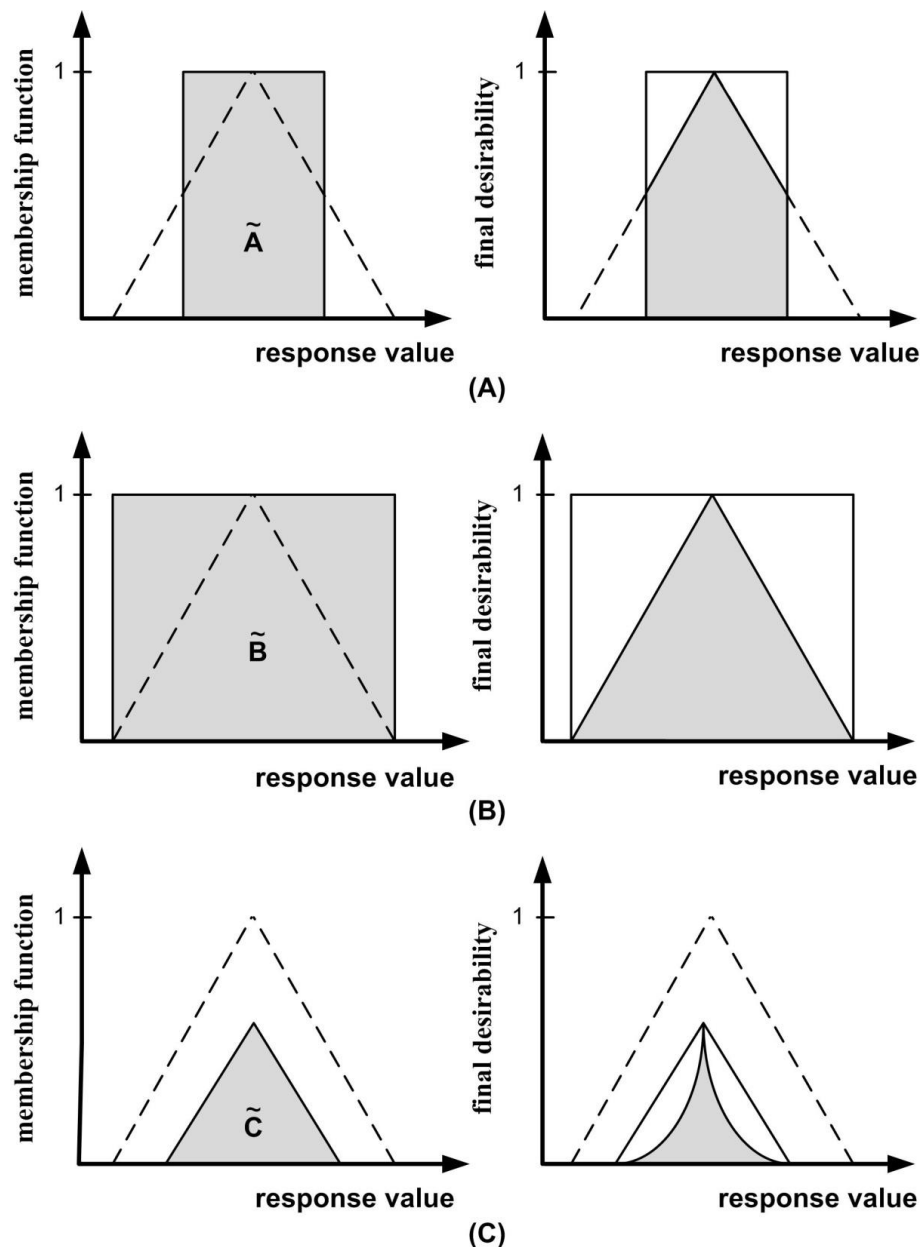 membership function
1
Ã
response value
final desirability
1
response value
(A)
membership function
1
B̃
response value
final desirability
1
response value
(B)
membership function
1
C̃
response value
final desirability
1
response value
(C)